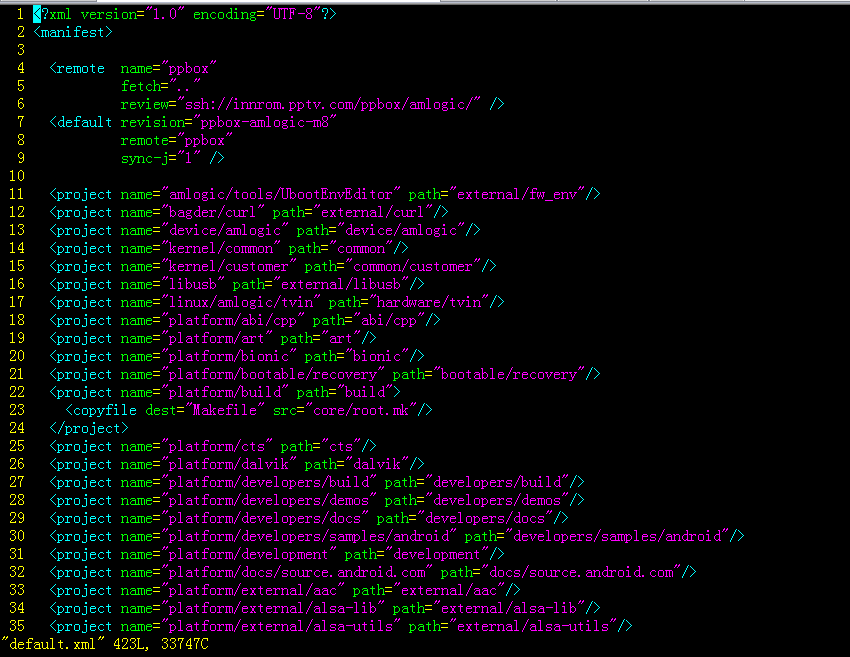 1 <?xml version="1.0" encoding="UTF-8"?>
2 <manifest>
3
4   <remote  name="ppbox"
5            fetch=".."
6            review="ssh://innrom.pptv.com/ppbox/amlogic/" />
7   <default revision="ppbox-amlogic-m3"
8            remote="ppbox"
9            sync-j="1" />
10
11   <project name="amlogic/tools/UbootEnvEditor" path="external/fw_env"/>
12   <project name="bagder/curl" path="external/curl"/>
13   <project name="device/amlogic" path="device/amlogic"/>
14   <project name="kernel/common" path="common"/>
15   <project name="kernel/customer" path="common/customer"/>
16   <project name="libusb" path="external/libusb"/>
17   <project name="linux/amlogic/tvin" path="hardware/tvin"/>
18   <project name="platform/abi/cpp" path="abi/cpp"/>
19   <project name="platform/art" path="art"/>
20   <project name="platform/bionic" path="bionic"/>
21   <project name="platform/bootable/recovery" path="bootable/recovery"/>
22   <project name="platform/build" path="build">
23     <copyfile dest="Makefile" src="core/root.mk"/>
24   </project>
25   <project name="platform/cts" path="cts"/>
26   <project name="platform/dalvik" path="dalvik"/>
27   <project name="platform/developers/build" path="developers/build"/>
28   <project name="platform/developers/demos" path="developers/demos"/>
29   <project name="platform/developers/docs" path="developers/docs"/>
30   <project name="platform/developers/samples/android" path="developers/samples/android"/>
31   <project name="platform/development" path="development"/>
32   <project name="platform/docs/source.android.com" path="docs/source.android.com"/>
33   <project name="platform/external/aac" path="external/aac"/>
34   <project name="platform/external/alsa-lib" path="external/alsa-lib"/>
35   <project name="platform/external/alsa-utils" path="external/alsa-utils"/>
"default.xml" 423L, 33747C